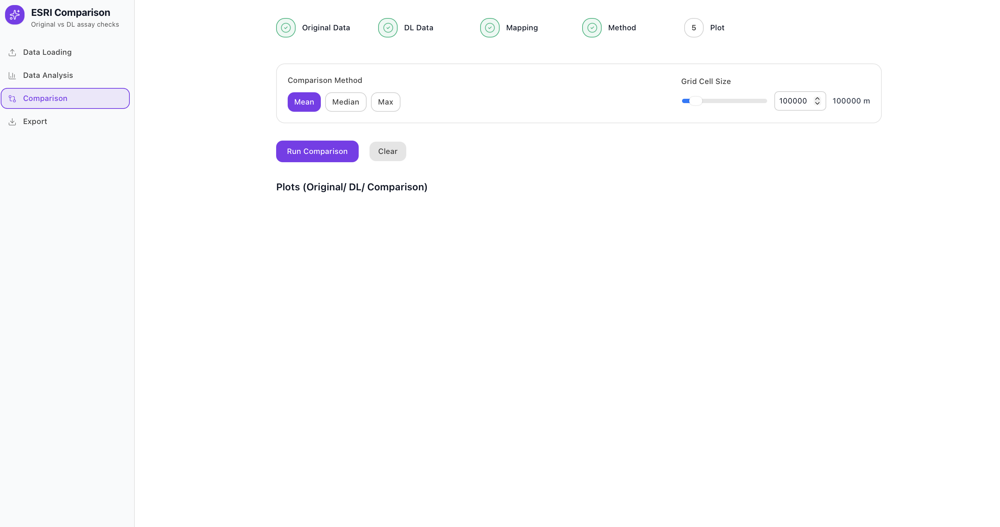 ESRI Comparison
Original vs DL assay checks
Data Loading
Data Analysis
Comparison
Export
Original Data
DL Data
Mapping
Method
5 Plot
Comparison Method
Mean
Median
Max
Grid Cell Size
100000
100000 m
Run Comparison
Clear
Plots (Original/ DL/ Comparison)